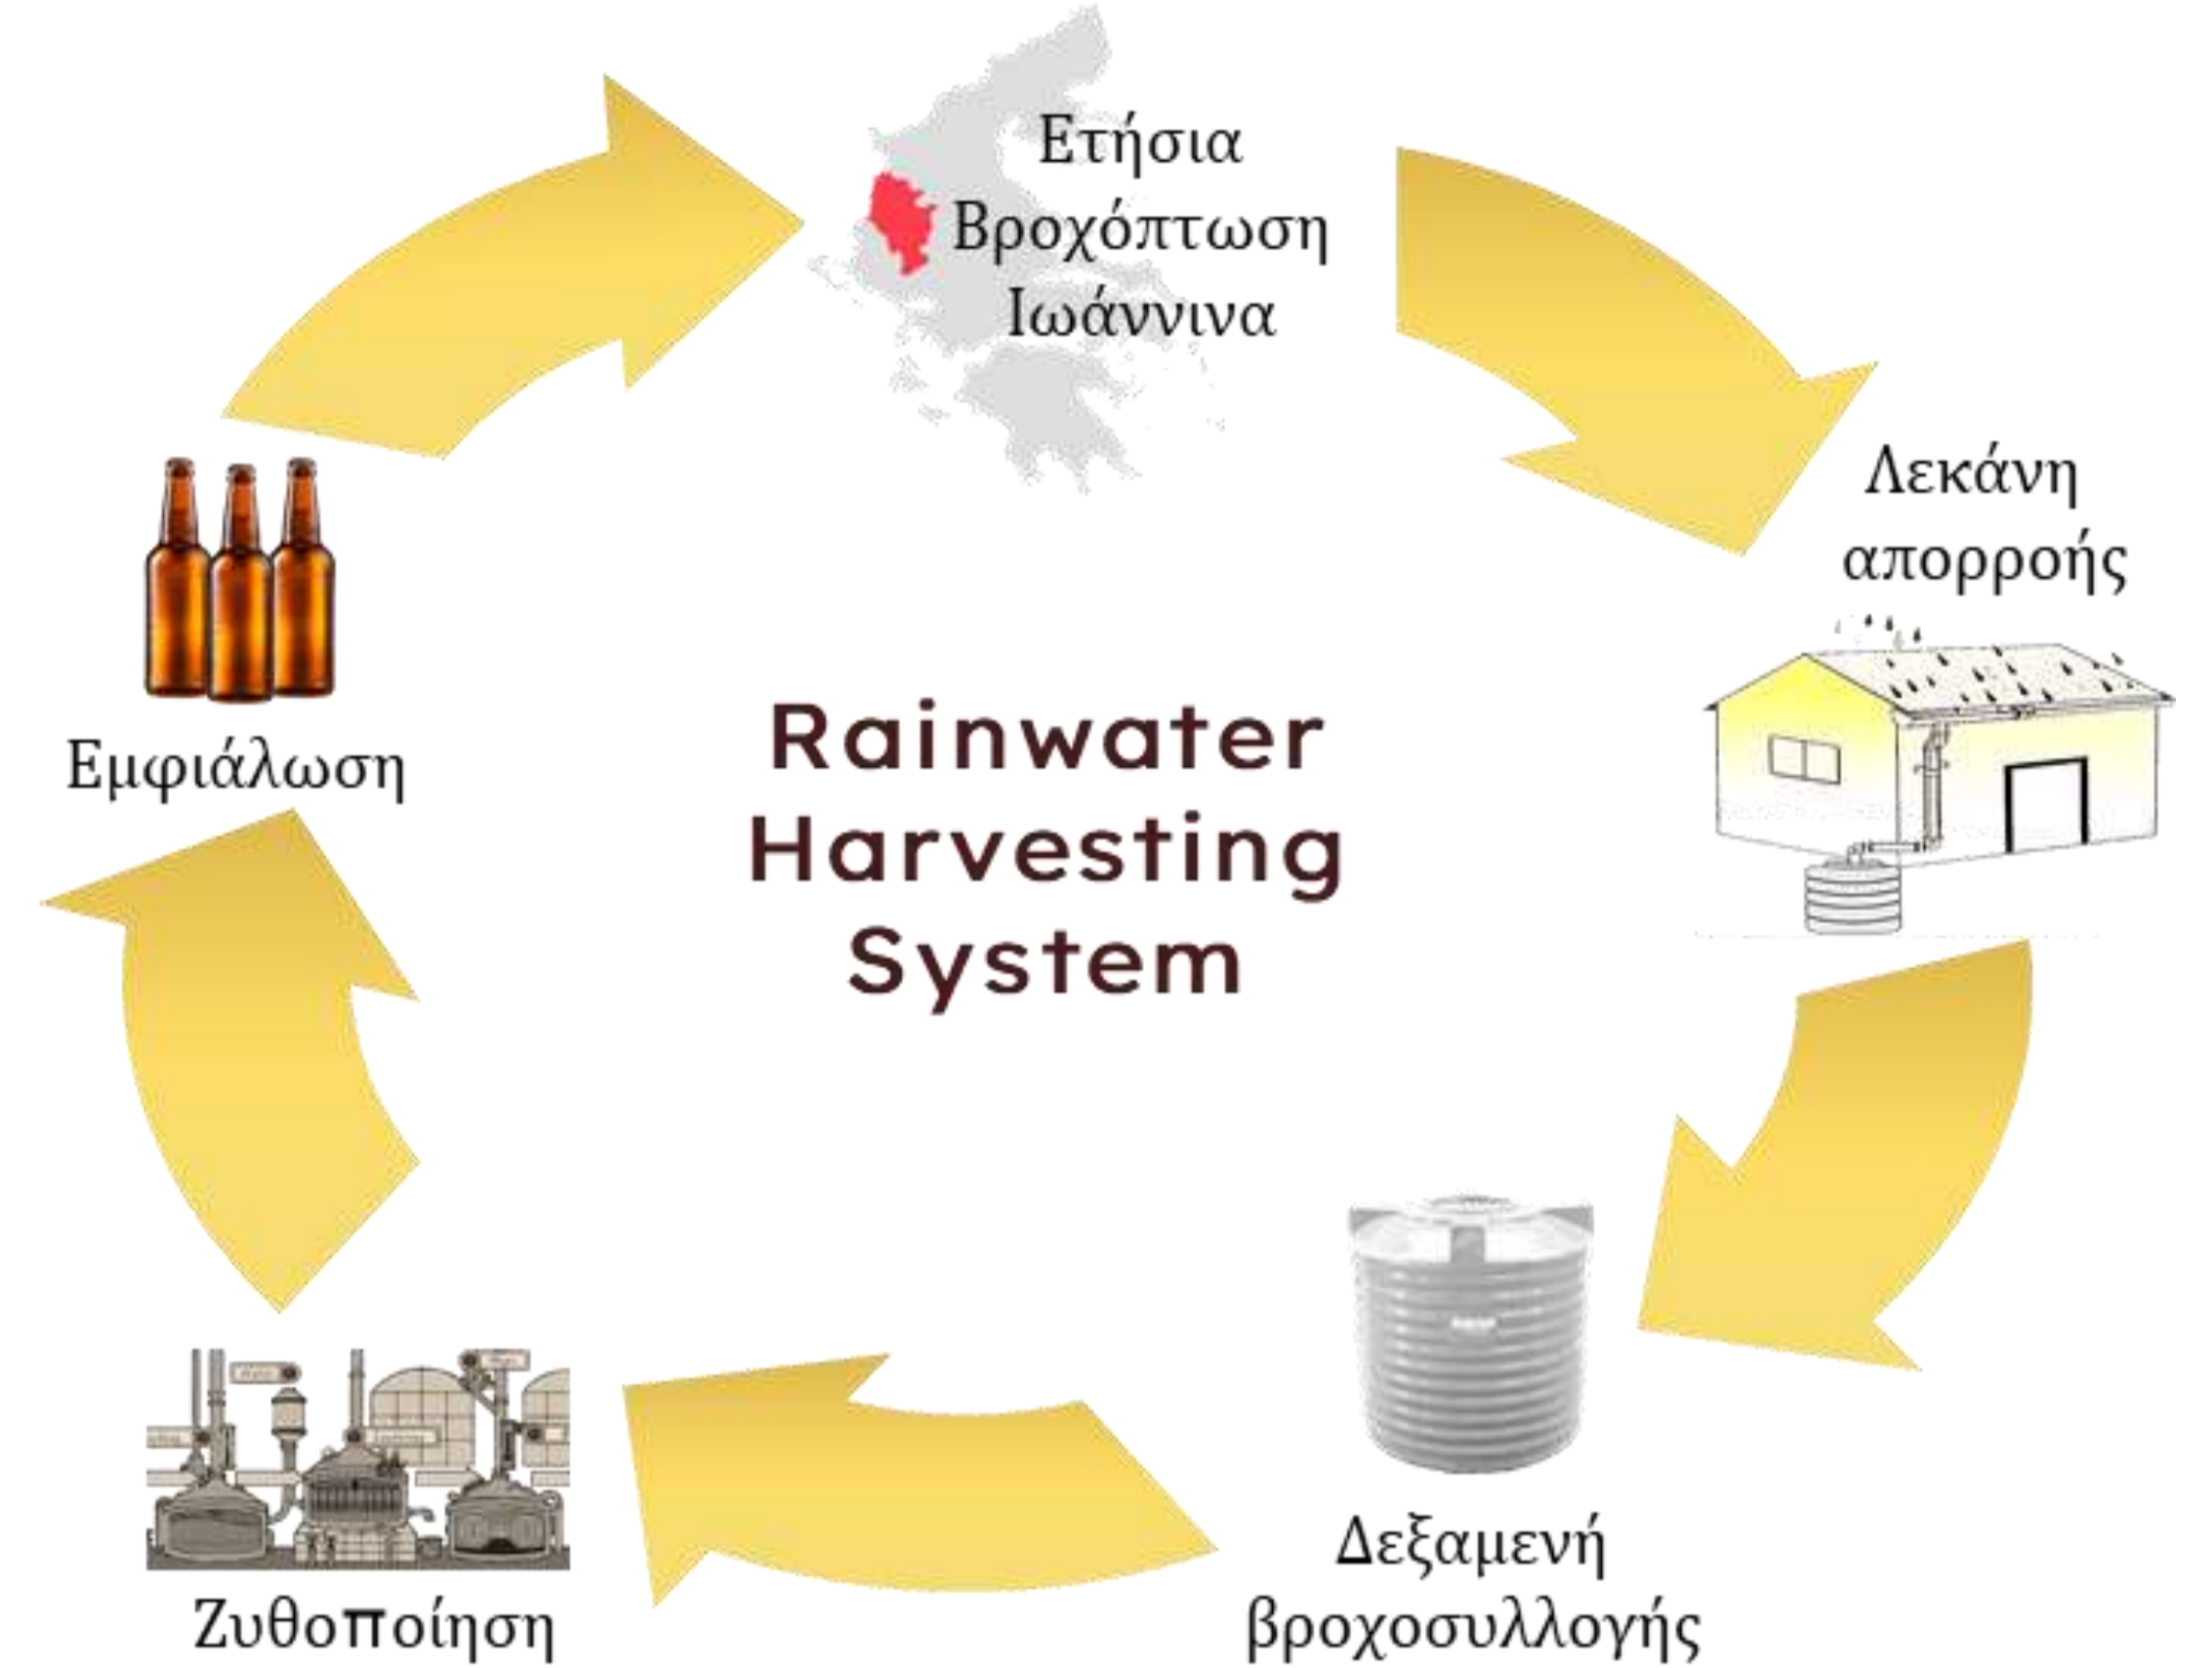 Ετήσια
Βροχόπτωση
Ιωάννινα
Λεκάνη
απορροής
Rainwater
Harvesting
System
Εμφιάλωση
Δεξαμενή
βροχοσυλλογής
Ζυθοποίηση